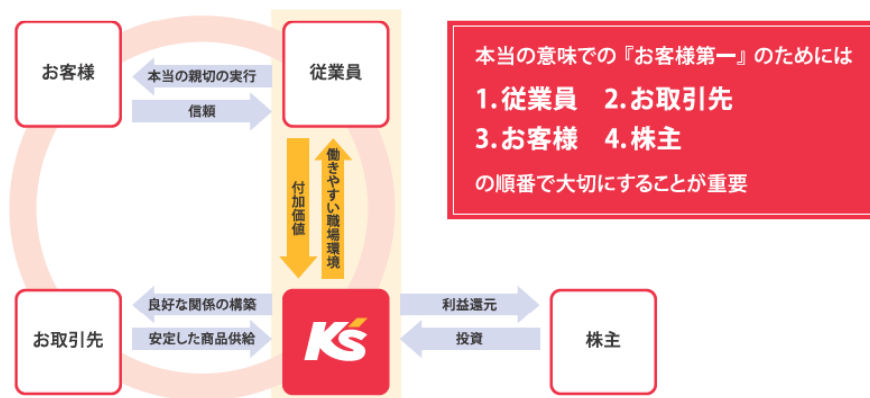 お客様
本当の親切の実行
信頼
従業員
付加価値
働きやすい職場環境
お取引先
良好な関係の構築
安定した商品供給
K's
利益還元
投資
株主
本当の意味での『お客様第一』のためには
1.従業員 2.お取引先
3.お客様 4.株主
の順番で大切にすることが重要